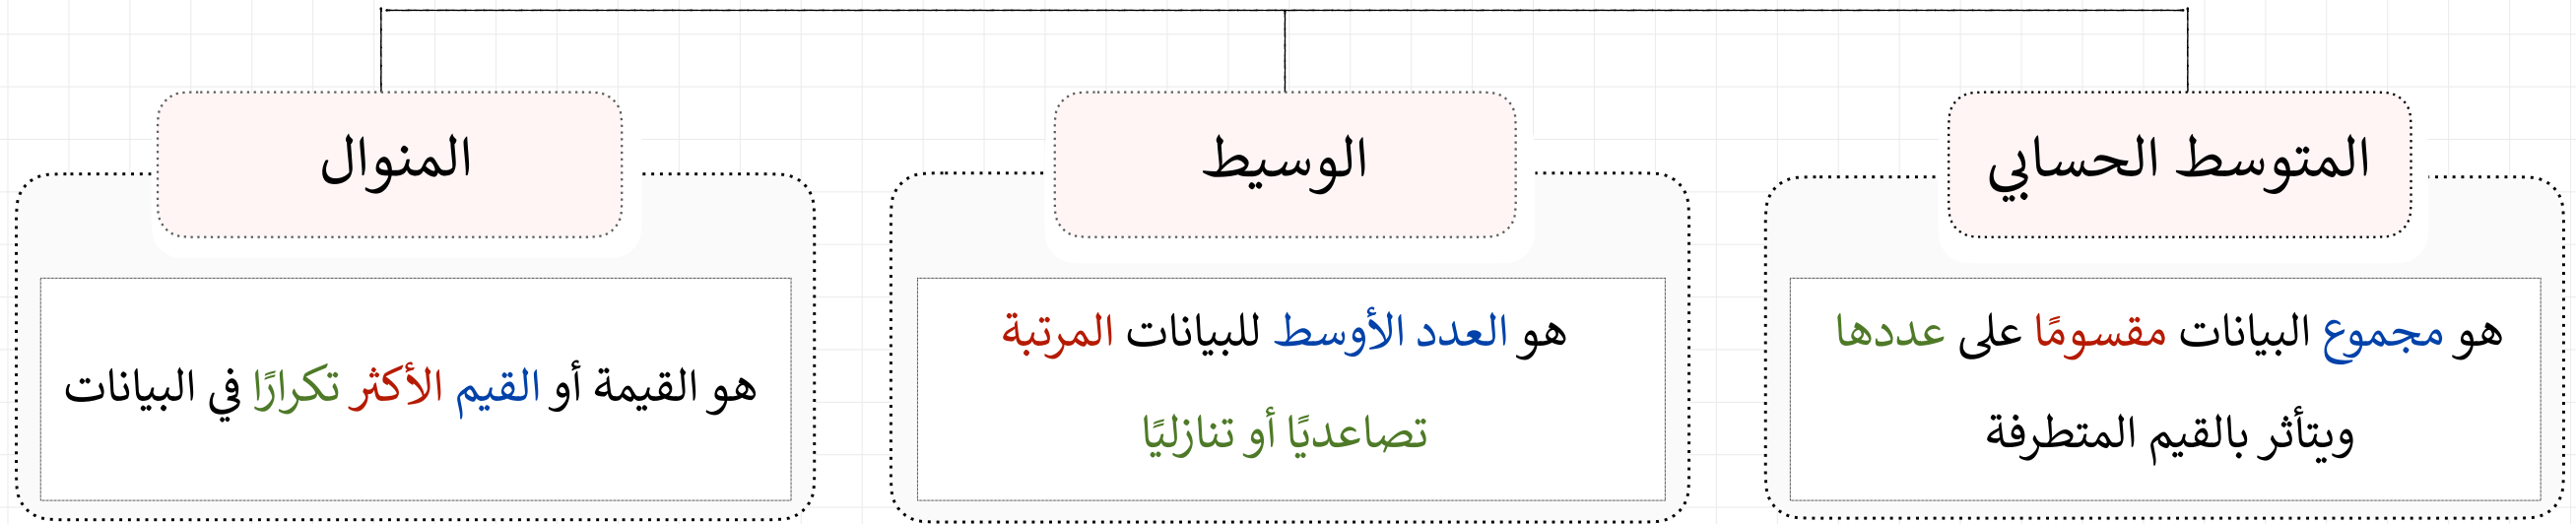 المتوسط الحسابي
هو مجموع البيانات مقسومًا على عددها
ويتأثر بالقيم المتطرفة
الوسيط
هو العدد الأوسط للبيانات المرتبة
تصاعديًا أو تنازليًا
المنوال
هو القيمة أو القيم الأكثر تكرارًا في البيانات